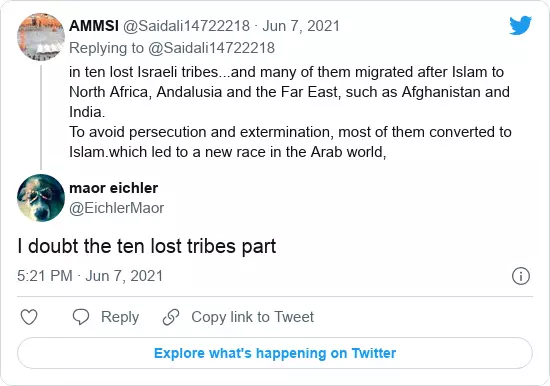 AMMSI @Saidali14722218 · Jun 7, 2021
Replying to @Saidali14722218
in ten lost Israeli tribes...and many of them migrated after Islam to
North Africa, Andalusia and the Far East, such as Afghanistan and
India.
To avoid persecution and extermination, most of them converted to
Islam.which led to a new race in the Arab world,
maor eichler
@EichlerMaor
I doubt the ten lost tribes part
5:21 PM · Jun 7, 2021
Reply
Copy link to Tweet
Explore what's happening on Twitter